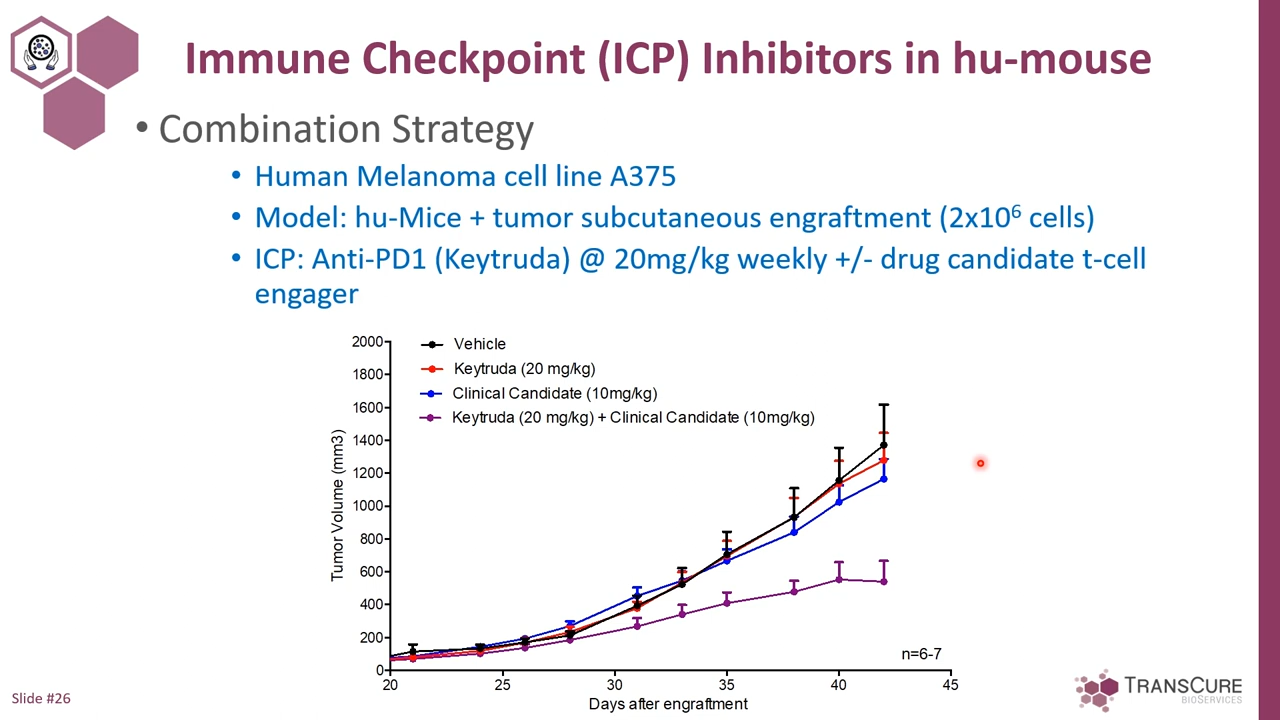 Immune Checkpoint (ICP) Inhibitors in hu-mouse
• Combination Strategy
• Human Melanoma cell line A375
• Model: hu-Mice + tumor subcutaneous engraftment (2x10⁶ cells)
• ICP: Anti-PD1 (Keytruda) @ 20mg/kg weekly +/- drug candidate t-cell
engager
Vehicle
Keytruda (20 mg/kg)
Clinical Candidate (10mg/kg)
Keytruda (20 mg/kg) + Clinical Candidate (10mg/kg)
Tumor Volume (mm3)
2000
1800
1600
1400
1200
1000
800
600
400
200
0
20 25 30 35 40 45
Days after engraftment
n=6-7
Slide #26
TRANSCURE
BIOSERVICES